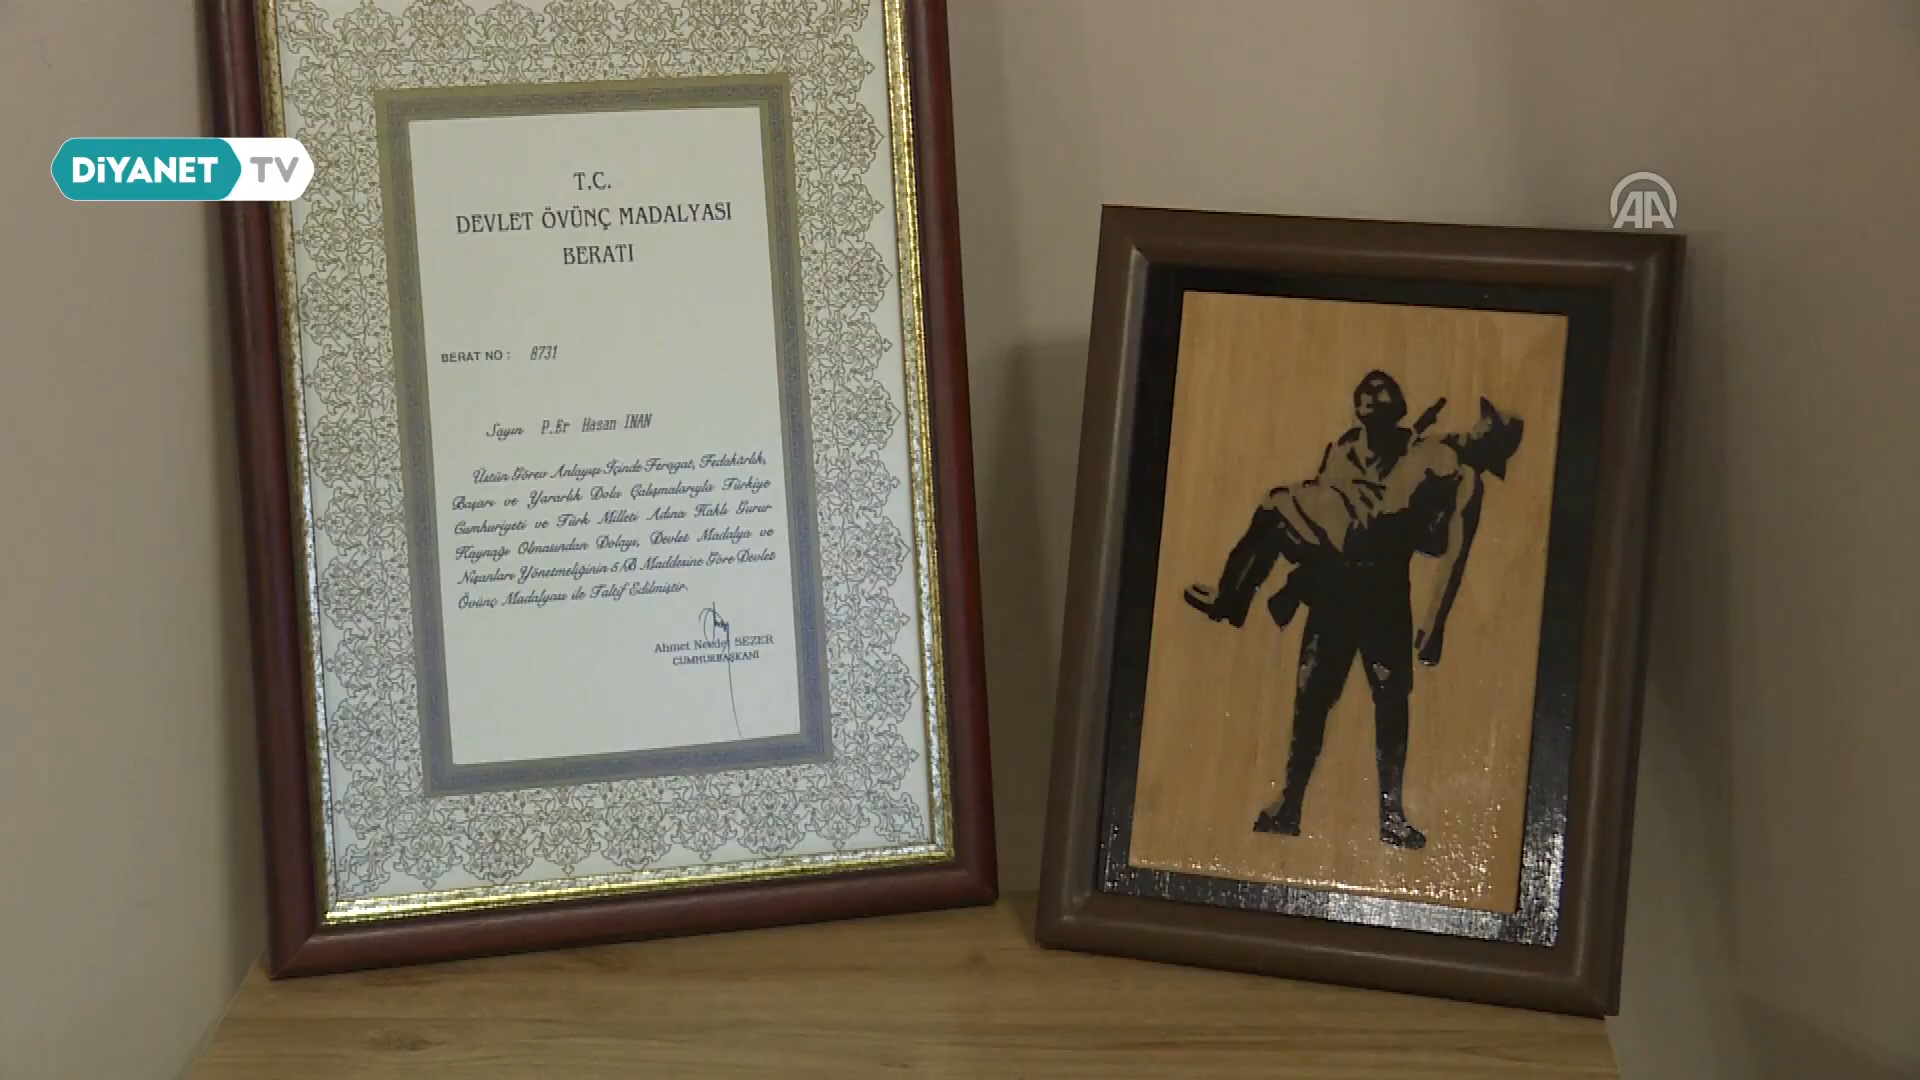 DİYANET TV
T.C.
DEVLET ÖVÜNÇ MADALYASI
BERATI
BERAT NO : 8731
Sayın P.Er Hasan İNAN
Üstün Görev Anlayışı İçinde Feragat, Fedakârlık,
Başarı ve Yararlık Dolu Çalışmalarıyla Türkiye
Cumhuriyeti ve Türk Milleti Adına Haklı Gurur
Kaynağı Olmasından Dolayı, Devlet Madalya ve
Nişanları Yönetmeliğinin 5/B Maddesine Göre Devlet
Övünç Madalyası ile Taltif Edilmiştir.
Ahmet Necdet SEZER
CUMHURBAŞKANI
AA